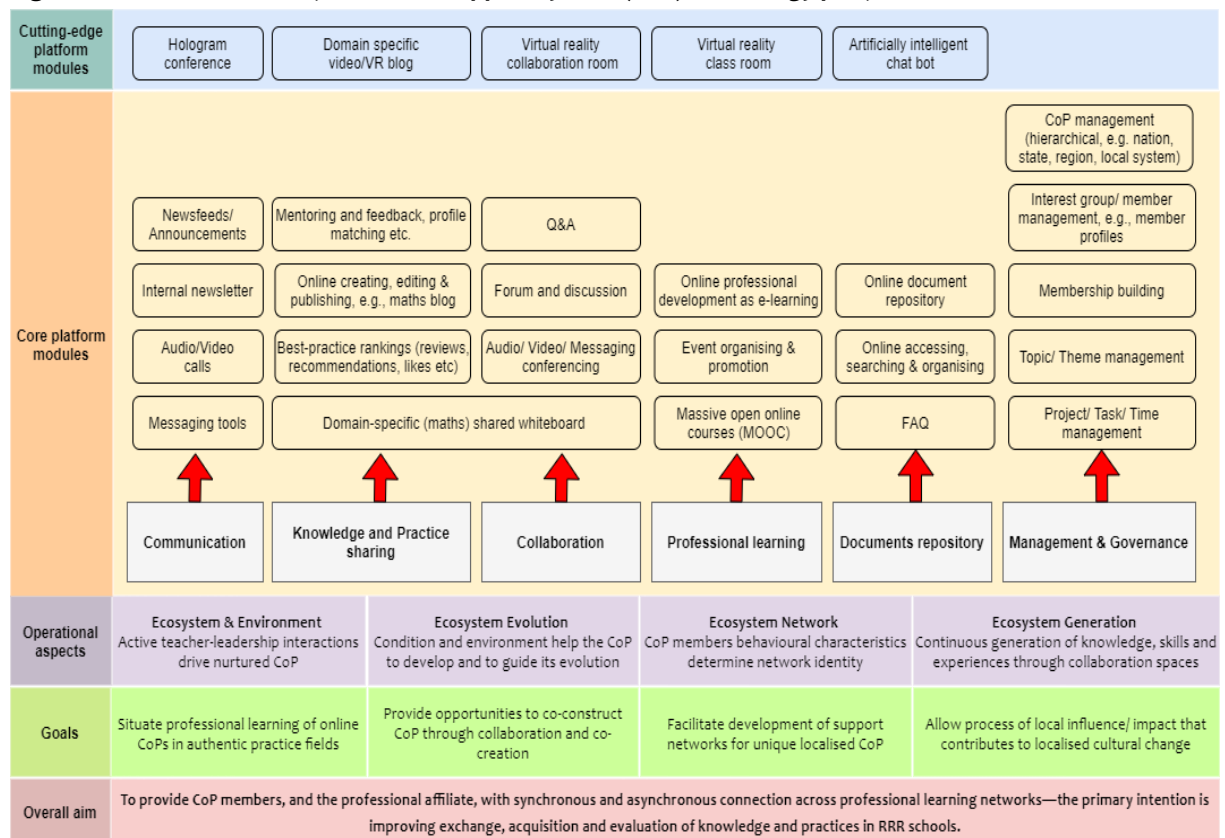 Cutting-edge
platform
modules
Hologram
conference
Domain specific
video/VR blog
Virtual reality
collaboration room
Virtual reality
class room
Artificially intelligent
chat bot
Core platform
modules
CoP management
(hierarchical, e.g. nation,
state, region, local system)
Newsfeeds/
Announcements
Mentoring and feedback, profile
matching etc.
Q&A
Interest group/ member
management, e.g., member
profiles
Internal newsletter
Online creating, editing &
publishing, e.g., maths blog
Forum and discussion
Online professional
development as e-learning
Online document
repository
Membership building
Audio/Video
calls
Best-practice rankings (reviews,
recommendations, likes etc)
Audio/ Video/ Messaging
conferencing
Event organising &
promotion
Online accessing,
searching & organising
Topic/ Theme management
Messaging tools
Domain-specific (maths) shared whiteboard
Massive open online
courses (MOOC)
FAQ
Project/ Task/ Time
management
Communication
Knowledge and Practice
sharing
Collaboration
Professional learning
Documents repository
Management & Governance
Operational
aspects
Ecosystem & Environment
Active teacher-leadership interactions
drive nurtured CoP
Ecosystem Evolution
Condition and environment help the CoP
to develop and to guide its evolution
Ecosystem Network
CoP members behavioural characteristics
determine network identity
Ecosystem Generation
Continuous generation of knowledge, skills and
experiences through collaboration spaces
Goals
Situate professional learning of online
CoPs in authentic practice fields
Provide opportunities to co-construct
CoP through collaboration and co-
creation
Facilitate development of support
networks for unique localised CoP
Allow process of local influence/ impact that
contributes to localised cultural change
Overall aim
To provide CoP members, and the professional affiliate, with synchronous and asynchronous connection across professional learning networks—the primary intention is
improving exchange, acquisition and evaluation of knowledge and practices in RRR schools.